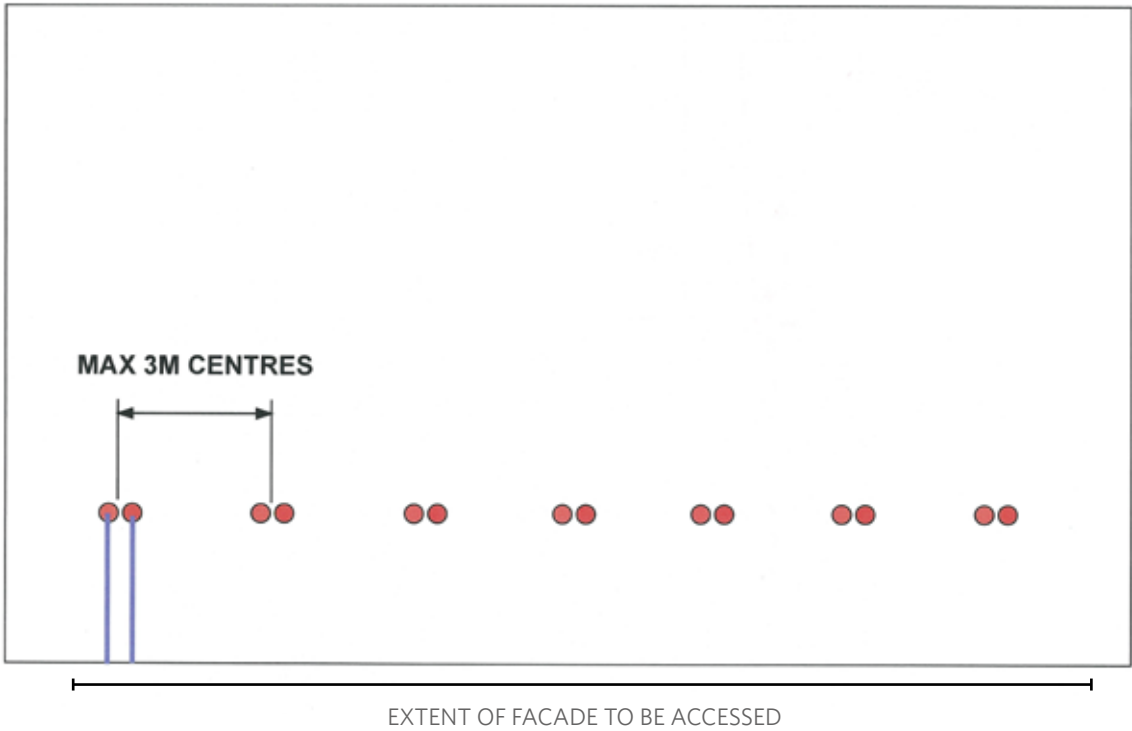 MAX 3M CENTRES
EXTENT OF FACADE TO BE ACCESSED